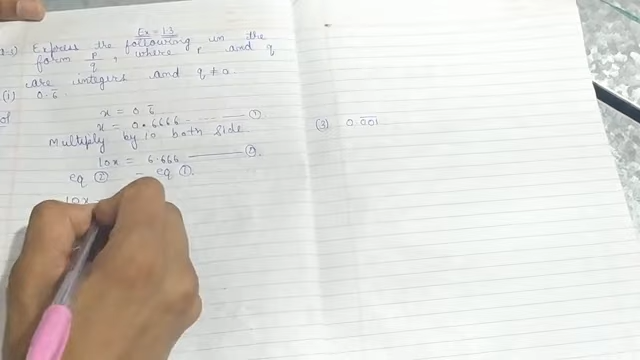 Ex = 1.3
Q-3) Express the following in the
form p/q, where p and q
are integers and q ≠ 0.
(i) 0.6̅
Sol
x = 0.6̅
x = 0.6666 ... — ①
Multiply by 10 both side.
10x = 6.666 — ②
eq ② - eq ①.
10x
(3) 0.0̅01